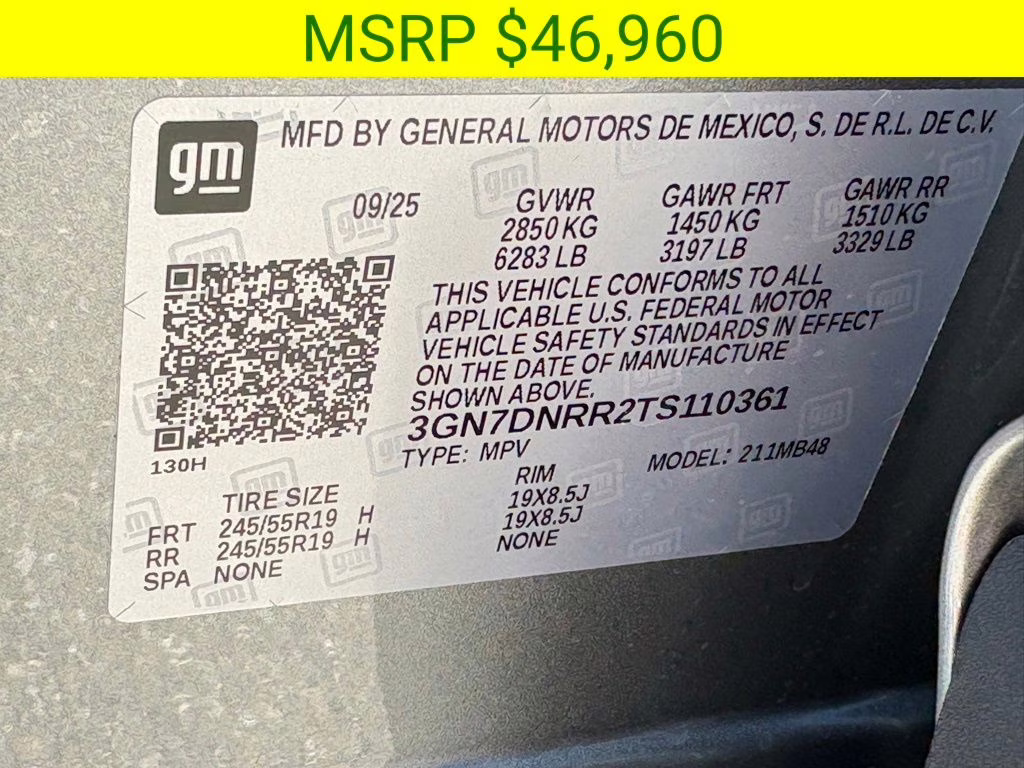 MSRP $46,960
gm
MFD BY GENERAL MOTORS DE MEXICO, S. DE R.L. DE C.V.
09/25 GVWR GAWR FRT GAWR RR
2850 KG 1450 KG 1510 KG
6283 LB 3197 LB 3329 LB
THIS VEHICLE CONFORMS TO ALL
APPLICABLE U.S. FEDERAL MOTOR
VEHICLE SAFETY STANDARDS IN EFFECT
ON THE DATE OF MANUFACTURE
SHOWN ABOVE.
3GN7DNRR2TS110361
130H
TYPE: MPV MODEL: 211MB48
TIRE SIZE RIM
FRT 245/55R19 H 19X8.5J
RR 245/55R19 H 19X8.5J
SPA NONE NONE